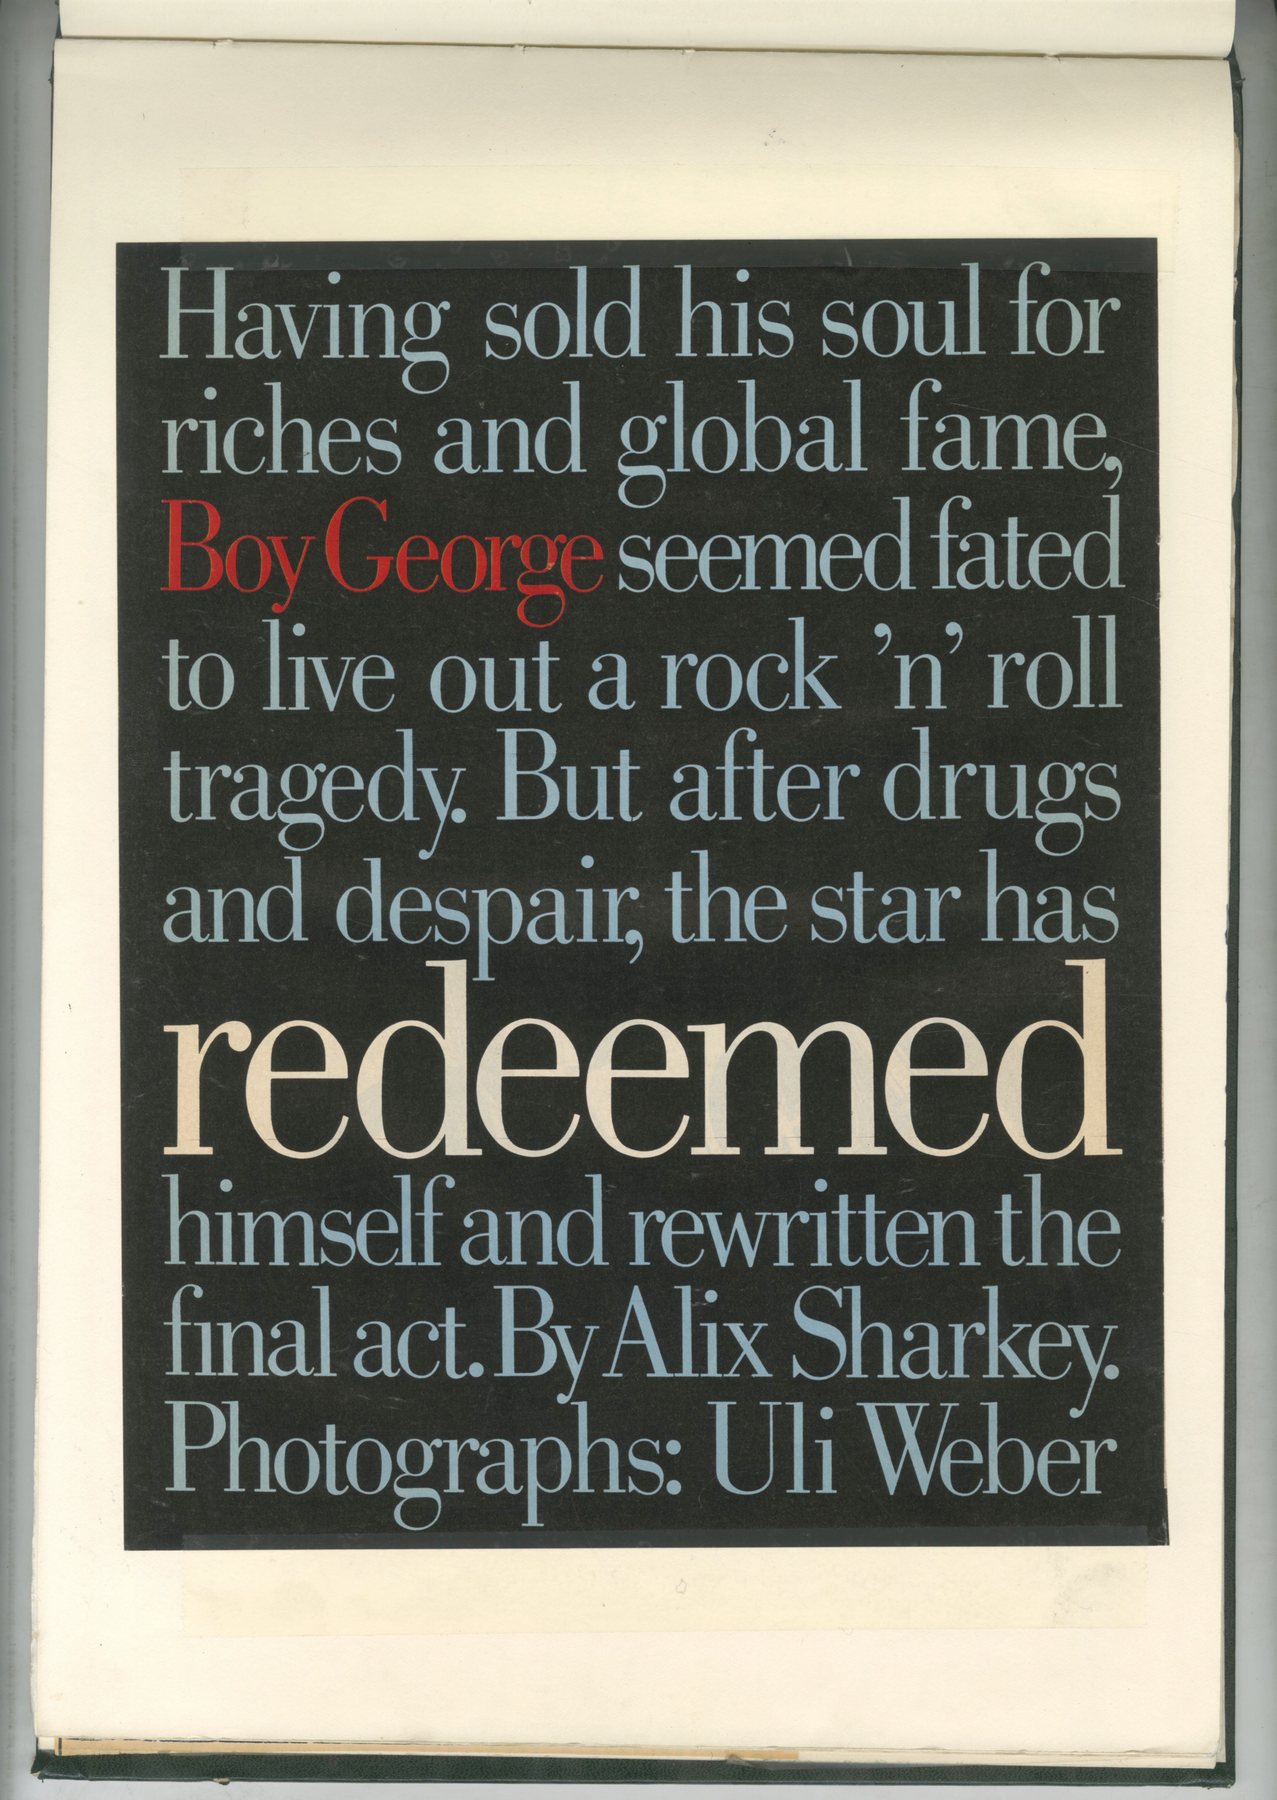 Having sold his soul for
riches and global fame,
Boy George seemed fated
to live out a rock ’n’ roll
tragedy. But after drugs
and despair, the star has
redeemed
himself and rewritten the
final act. By Alix Sharkey.
Photographs: Uli Weber